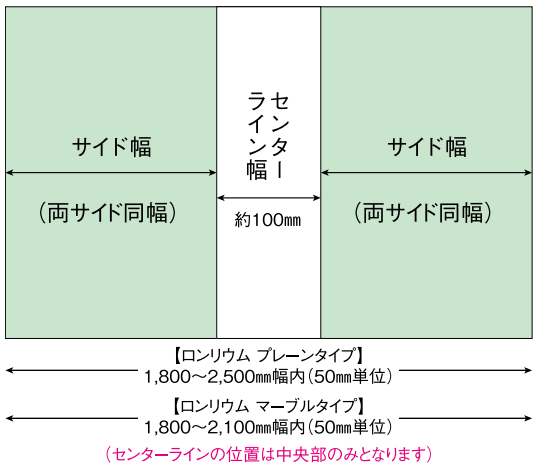 サイド幅
(両サイド同幅)
センター
ライン幅
約100㎜
サイド幅
(両サイド同幅)
【ロンリウム プレーンタイプ】
1,800〜2,500㎜幅内(50㎜単位)
【ロンリウム マーブルタイプ】
1,800〜2,100㎜幅内(50㎜単位)
(センターラインの位置は中央部のみとなります)